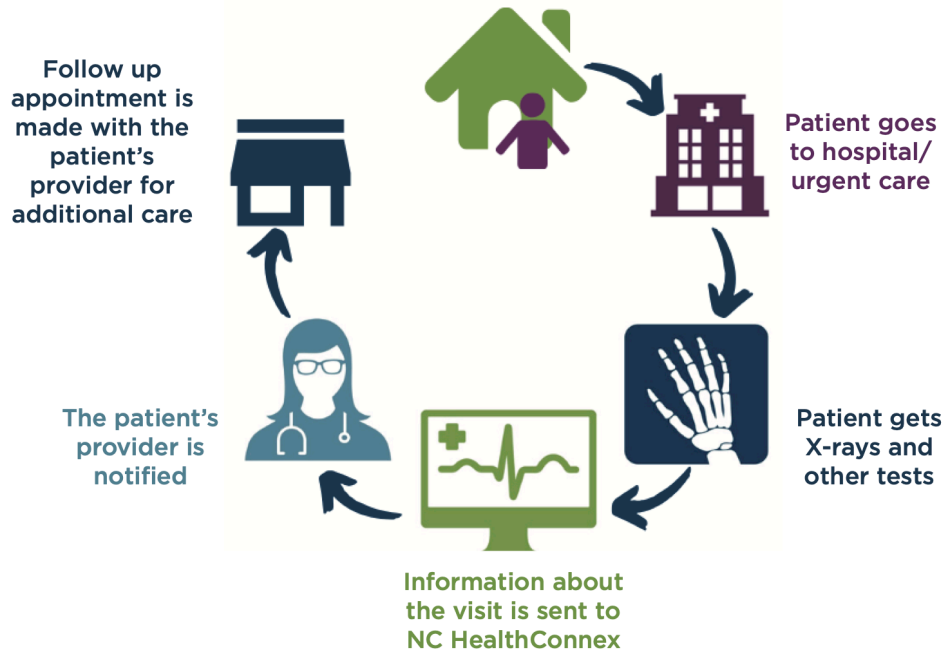 Patient goes
to hospital/
urgent care
Patient gets
X-rays and
other tests
Information about
the visit is sent to
NC HealthConnex
The patient’s
provider is
notified
Follow up
appointment is
made with the
patient’s
provider for
additional care